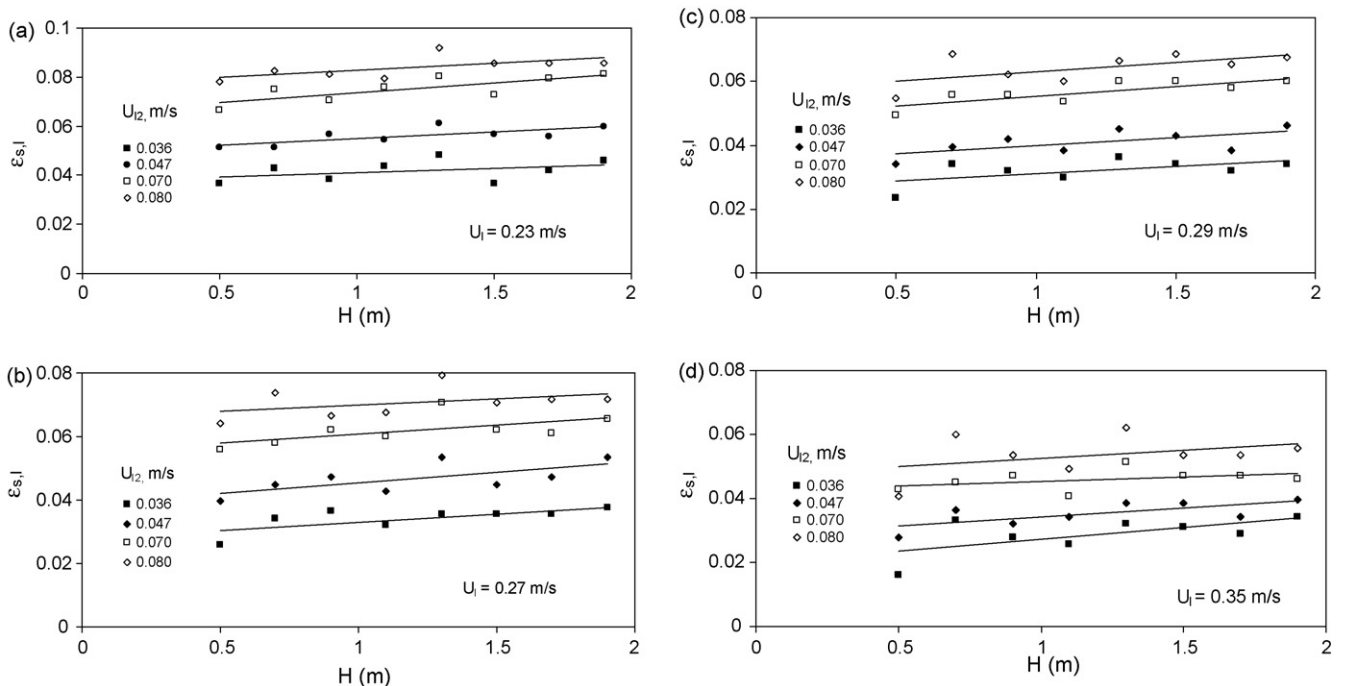 (a)
0.1
0.08
0.06
0.04
0.02
0
εs,l
U l2, m/s
0.036
0.047
0.070
0.080
Ul = 0.23 m/s
0 0.5 1 1.5 2
H (m)
(b)
0.08
0.06
0.04
0.02
0
εs,l
U l2, m/s
0.036
0.047
0.070
0.080
Ul = 0.27 m/s
0 0.5 1 1.5 2
H (m)
(c)
0.08
0.06
0.04
0.02
0
εs,l
U l2, m/s
0.036
0.047
0.070
0.080
Ul = 0.29 m/s
0 0.5 1 1.5 2
H (m)
(d)
0.08
0.06
0.04
0.02
0
εs,l
U l2, m/s
0.036
0.047
0.070
0.080
Ul = 0.35 m/s
0 0.5 1 1.5 2
H (m)